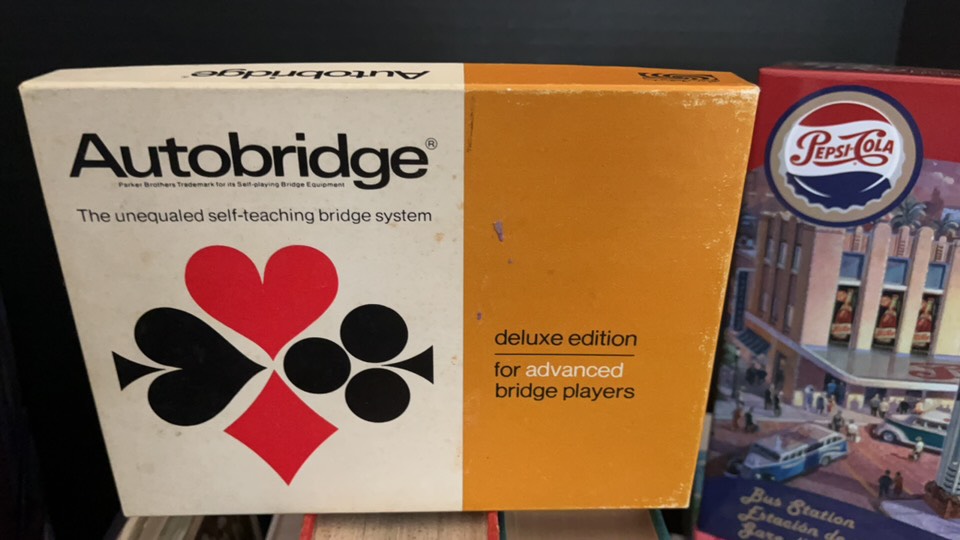 Autobridge
Autobridge®
Parker Brothers Trademark for its Self-playing Bridge Equipment
The unequaled self-teaching bridge system
deluxe edition
for advanced
bridge players
PEPSI-COLA
Bus Station
Estación de